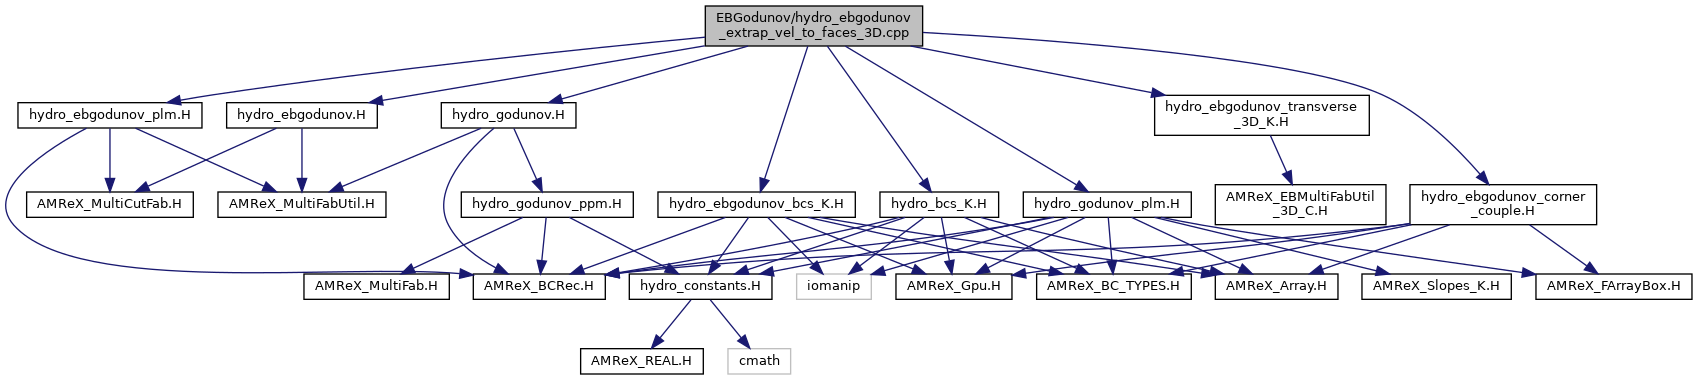 EBGodunov/hydro_ebgodunov
_extrap_vel_to_faces_3D.cpp
hydro_ebgodunov_plm.H
hydro_ebgodunov.H
hydro_godunov.H
hydro_ebgodunov_transverse
_3D_K.H
AMReX_MultiCutFab.H
AMReX_MultiFabUtil.H
hydro_godunov_ppm.H
hydro_ebgodunov_bcs_K.H
hydro_bcs_K.H
hydro_godunov_plm.H
AMReX_EBMultiFabUtil
_3D_C.H
hydro_ebgodunov_corner
_couple.H
AMReX_MultiFab.H
AMReX_BCRec.H
hydro_constants.H
iomanip
AMReX_Gpu.H
AMReX_BC_TYPES.H
AMReX_Array.H
AMReX_Slopes_K.H
AMReX_FArrayBox.H
AMReX_REAL.H
cmath